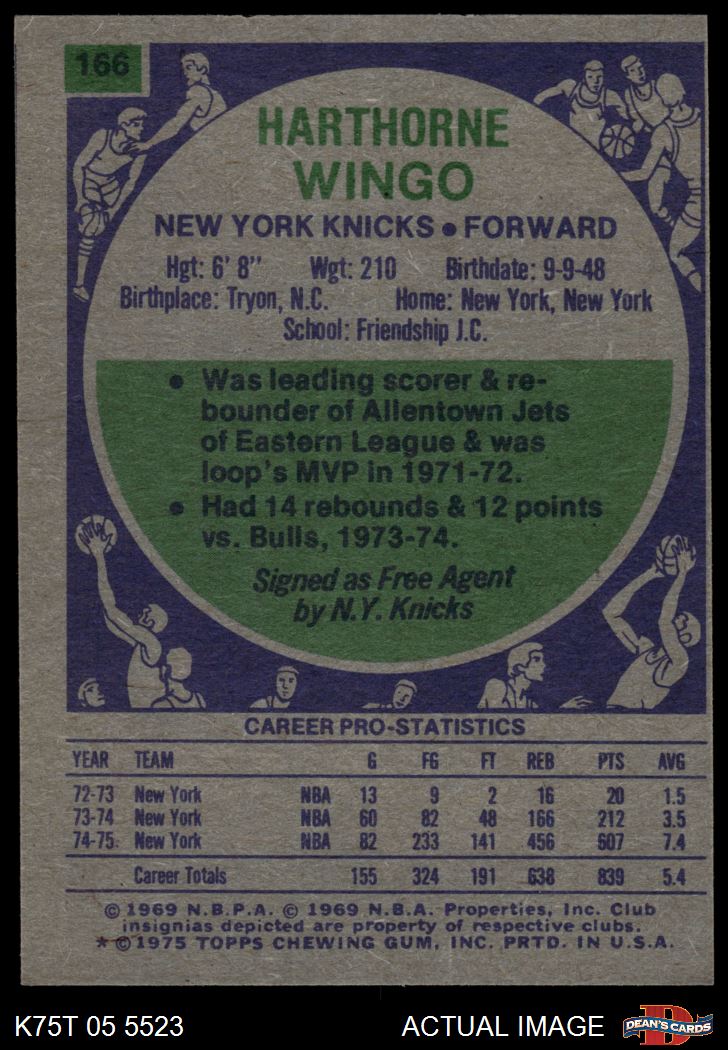 166
HARTHORNE
WINGO
NEW YORK KNICKS • FORWARD
Hgt: 6' 8" Wgt: 210 Birthdate: 9-9-48
Birthplace: Tryon, N.C. Home: New York, New York
School: Friendship J.C.
• Was leading scorer & re-
bounder of Allentown Jets
of Eastern League & was
loop's MVP in 1971-72.
• Had 14 rebounds & 12 points
vs. Bulls, 1973-74.
Signed as Free Agent
by N.Y. Knicks
CAREER PRO-STATISTICS
YEAR TEAM G FG FT REB PTS AVG
72-73 New York NBA 13 9 2 16 20 1.5
73-74 New York NBA 60 82 48 166 212 3.5
74-75 New York NBA 82 233 141 456 607 7.4
Career Totals 155 324 191 638 839 5.4
© 1969 N.B.P.A. © 1969 N.B.A. Properties, Inc. Club
insignias depicted are property of respective clubs.
* © 1975 TOPPS CHEWING GUM, INC. PRTD. IN U.S.A.
K75T 05 5523 ACTUAL IMAGE
D
DEAN'S CARDS